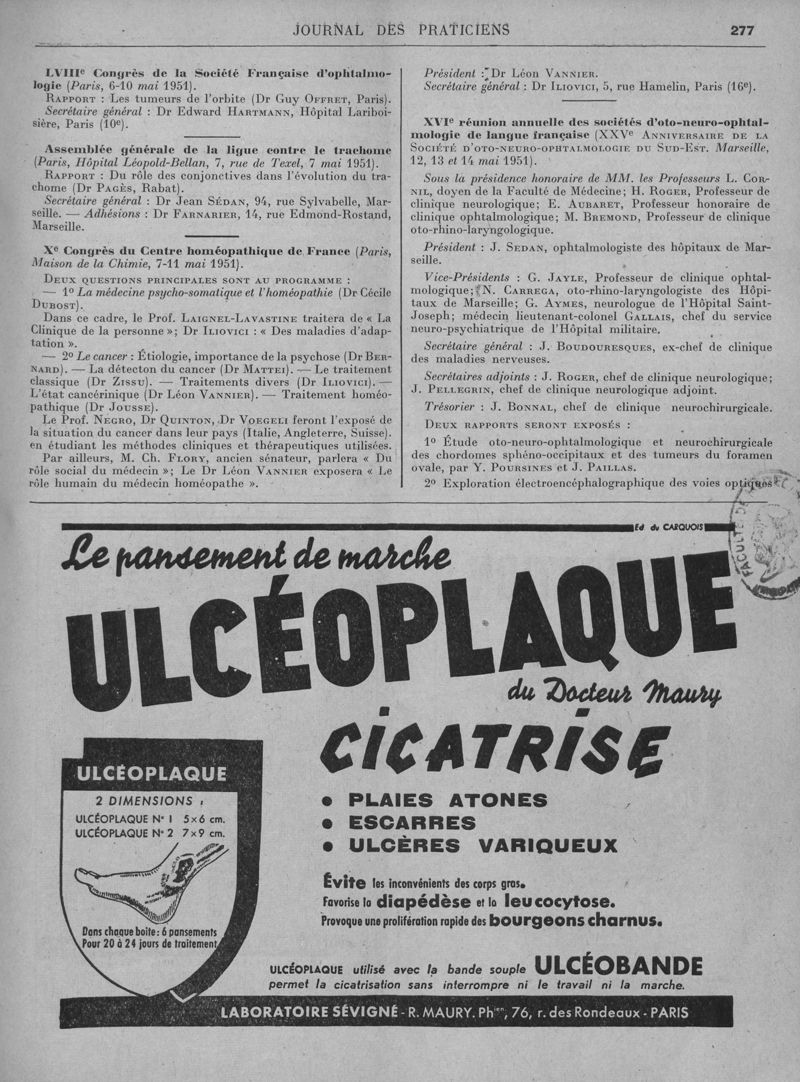 JOURNAL DES PRATICIENS 277
LVIIIe Congrès de la Société Française d'ophtalmo-
logie (Paris, 6-10 mai 1951).
RAPPORT : Les tumeurs de l'orbite (Dr Guy OFFRET, Paris).
Secrétaire général : Dr Edward HARTMANN, Hôpital Lariboi-
sière, Paris (10e).
Assemblée générale de la ligue contre le trachome
(Paris, Hôpital Léopold-Bellan, 7, rue de Texel, 7 mai 1951).
RAPPORT : Du rôle des conjonctives dans l'évolution du tra-
chome (Dr PAGÈS, Rabat).
Secrétaire général : Dr Jean SÉDAN, 94, rue Sylvabelle, Mar-
seille. — Adhésions : Dr FARNARIER, 14, rue Edmond-Rostand,
Marseille.
Xe Congrès du Centre homéopathique de France (Paris,
Maison de la Chimie, 7-11 mai 1951).
DEUX QUESTIONS PRINCIPALES SONT AU PROGRAMME :
— 1º La médecine psycho-somatique et l'homéopathie (Dr Cécile
DUBOST).
Dans ce cadre, le Prof. LAIGNEL-LAVASTINE traitera de « La
Clinique de la personne »; Dr ILIOVICI : « Des maladies d'adap-
tation ».
— 2º Le cancer : Étiologie, importance de la psychose (Dr BER-
NARD). — La détecton du cancer (Dr MATTEI). — Le traitement
classique (Dr ZISSU). — Traitements divers (Dr ILIOVICI). —
L'état cancérinique (Dr Léon VANNIER). — Traitement homéo-
pathique (Dr JOUSSE).
Le Prof. NEGRO, Dr QUINTON, Dr VOEGELI feront l'exposé de
la situation du cancer dans leur pays (Italie, Angleterre, Suisse).
en étudiant les méthodes cliniques et thérapeutiques utilisées.
Par ailleurs, M. Ch. FLORY, ancien sénateur, parlera « Du
rôle social du médecin »; Le Dr Léon VANNIER exposera « Le
rôle humain du médecin homéopathe ».
Président : Dr Léon VANNIER.
Secrétaire général : Dr ILIOVICI, 5, rue Hamelin, Paris (16e).
XVIe réunion annuelle des sociétés d'oto-neuro-ophtal-
mologie de langue française (XXVe ANNIVERSAIRE DE LA
SOCIÉTÉ D'OTO-NEURO-OPHTALMOLOGIE DU SUD-EST. Marseille,
12, 13 et 14 mai 1951).
Sous la présidence honoraire de MM. les Professeurs L. COR-
NIL, doyen de la Faculté de Médecine; H. ROGER, Professeur de
clinique neurologique; E. AUBARET, Professeur honoraire de
clinique ophtalmologique; M. BREMOND, Professeur de clinique
oto-rhino-laryngologique.
Président : J. SEDAN, ophtalmologiste des hôpitaux de Mar-
seille.
Vice-Présidents : G. JAYLE, Professeur de clinique ophtal-
mologique; N. CARREGA, oto-rhino-laryngologiste des Hôpi-
taux de Marseille; G. AYMES, neurologue de l'Hôpital Saint-
Joseph; médecin lieutenant-colonel GALLAIS, chef du service
neuro-psychiatrique de l'Hôpital militaire.
Secrétaire général : J. BOUDOURESQUES, ex-chef de clinique
des maladies nerveuses.
Secrétaires adjoints : J. ROGER, chef de clinique neurologique;
J. PELLEGRIN, chef de clinique neurologique adjoint.
Trésorier : J. BONNAL, chef de clinique neurochirurgicale.
DEUX RAPPORTS SERONT EXPOSÉS :
1º Étude oto-neuro-ophtalmologique et neurochirurgicale
des chordomes sphéno-occipitaux et des tumeurs du foramen
ovale, par Y. POURSINES et J. PAILLAS.
2º Exploration électroencéphalographique des voies optiques
FACULTE DE
Ed du CARQUOIS
Le pansement de marche
ULCÉOPLAQUE
du Docteur Maury
CICATRISE
• PLAIES ATONES
• ESCARRES
• ULCÈRES VARIQUEUX
Évite les inconvénients des corps gras.
Favorise la diapédèse et la leucocytose.
Provoque une prolifération rapide des bourgeons charnus.
ULCÉOPLAQUE
2 DIMENSIONS :
ULCÉOPLAQUE Nº 1 5x6 cm.
ULCÉOPLAQUE Nº 2 7x9 cm.
Dans chaque boite : 6 pansements
Pour 20 à 24 jours de traitement
ULCÉOPLAQUE utilisé avec la bande souple ULCÉOBANDE
permet la cicatrisation sans interrompre ni le travail ni la marche.
LABORATOIRE SÉVIGNÉ - R. MAURY. Phien, 76, r. des Rondeaux - PARIS